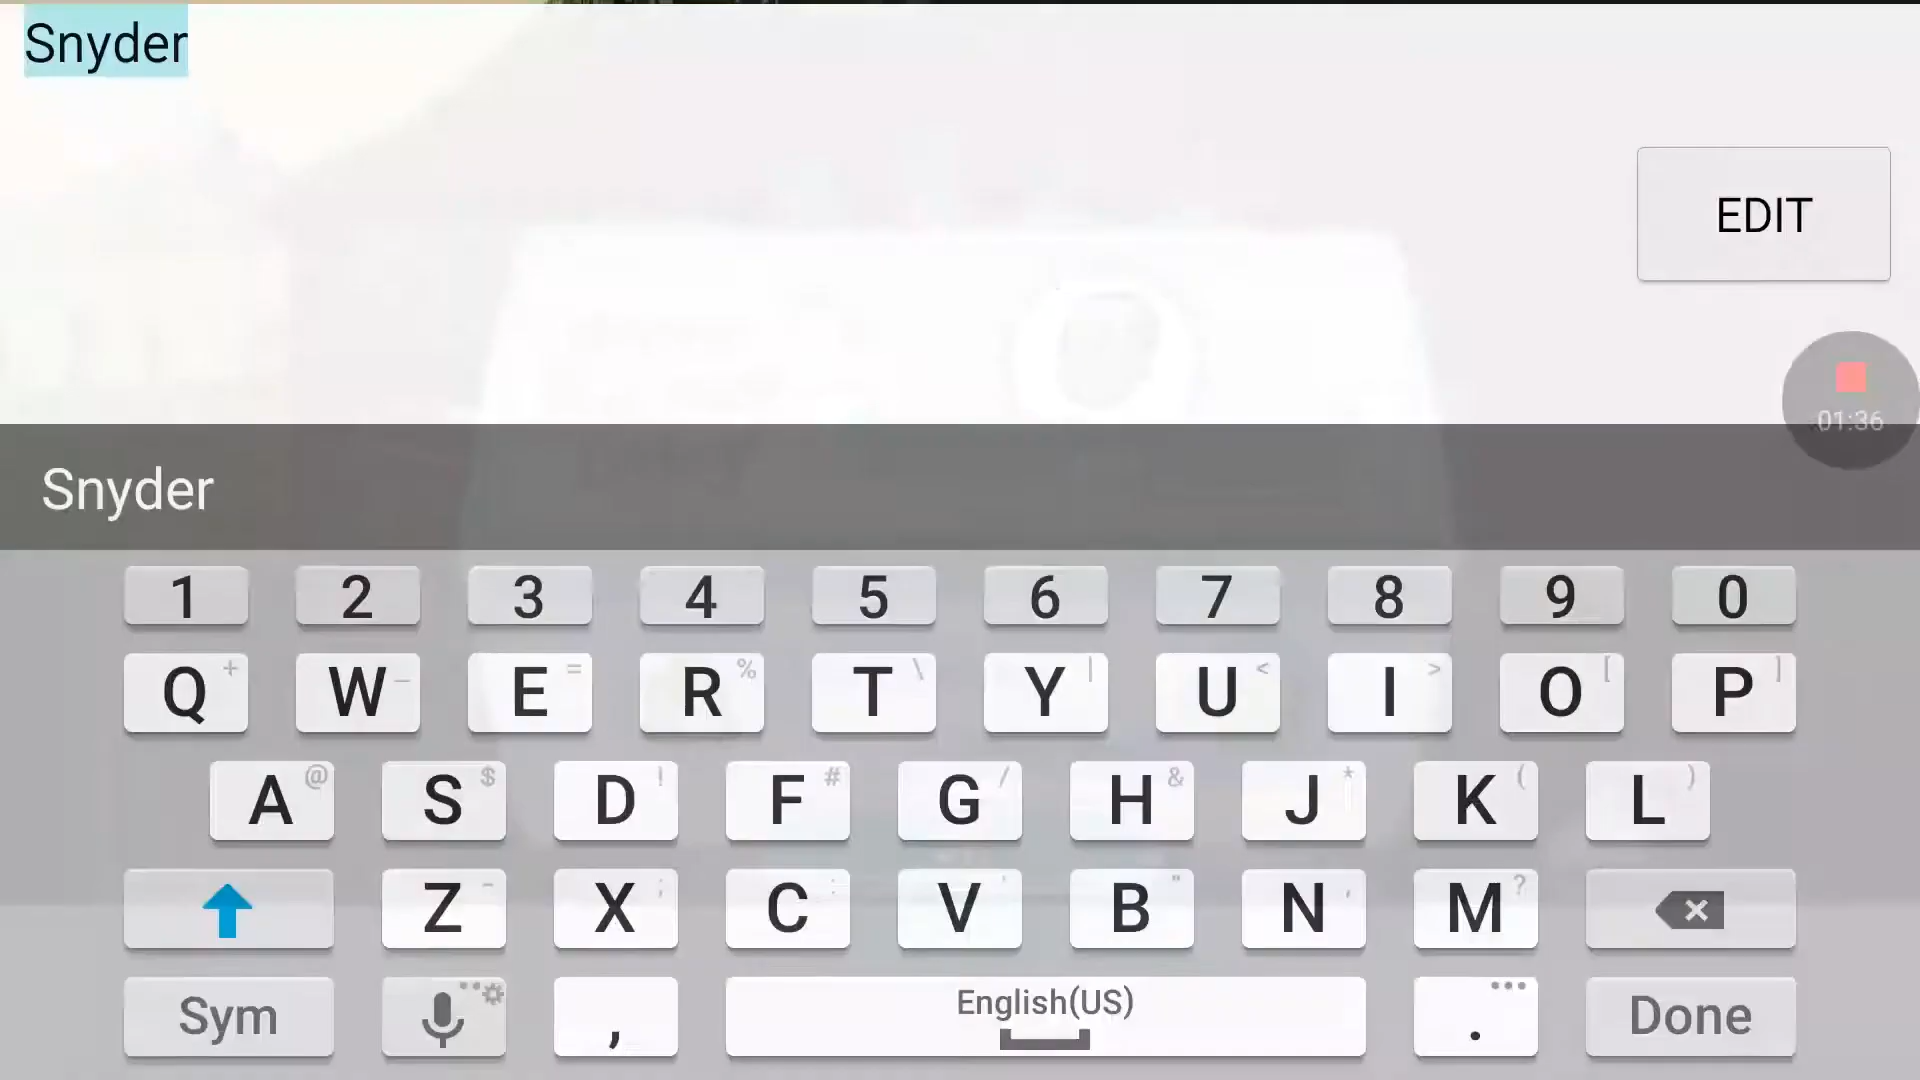 Snyder
EDIT
01:36
Snyder
1 2 3 4 5 6 7 8 9 0
Q + W _ E = R % T \ Y | U < I > O [ P ]
A @ S $ D ! F # G / H & J * K ( L )
Z - X ; C : V ' B " N , M ?
Sym , English(US) . ... Done